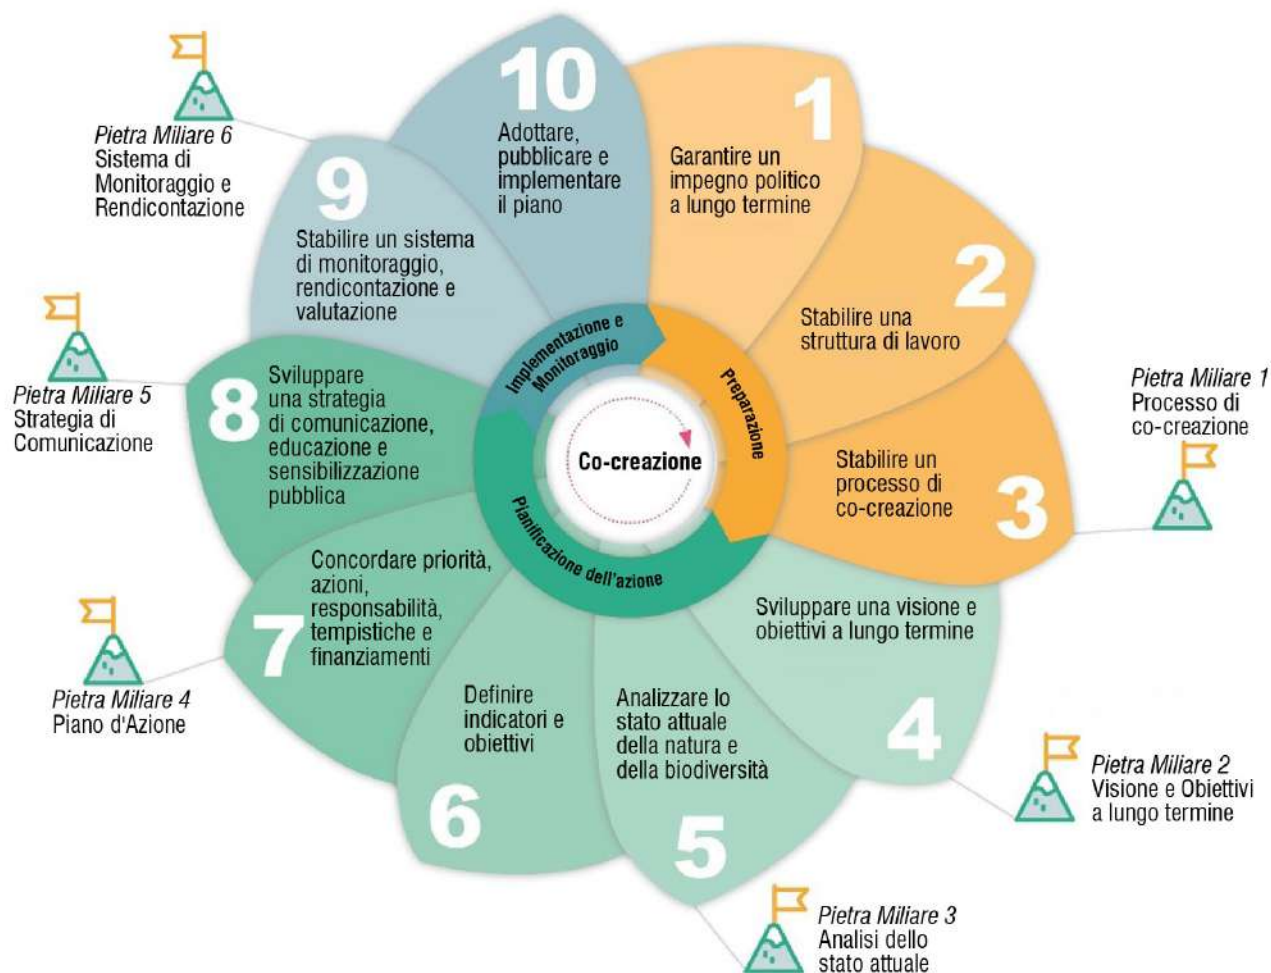 1
Garantire un
impegno politico
a lungo termine
2
Stabilire una
struttura di lavoro
3
Stabilire un
processo di
co-creazione
Pietra Miliare 1
Processo di
co-creazione
4
Sviluppare una visione e
obiettivi a lungo termine
Pietra Miliare 2
Visione e Obiettivi
a lungo termine
5
Analizzare lo
stato attuale
della natura e
della biodiversità
Pietra Miliare 3
Analisi dello
stato attuale
6
Definire
indicatori e
obiettivi
7
Concordare priorità,
azioni,
responsabilità,
tempistiche e
finanziamenti
Pietra Miliare 4
Piano d'Azione
8
Sviluppare
una strategia
di comunicazione,
educazione e
sensibilizzazione
pubblica
Pietra Miliare 5
Strategia di
Comunicazione
9
Stabilire un sistema
di monitoraggio,
rendicontazione e
valutazione
Pietra Miliare 6
Sistema di
Monitoraggio e
Rendicontazione
10
Adottare,
pubblicare e
implementare
il piano
Preparazione
Pianificazione dell'azione
Implementazione e
Monitoraggio
Co-creazione